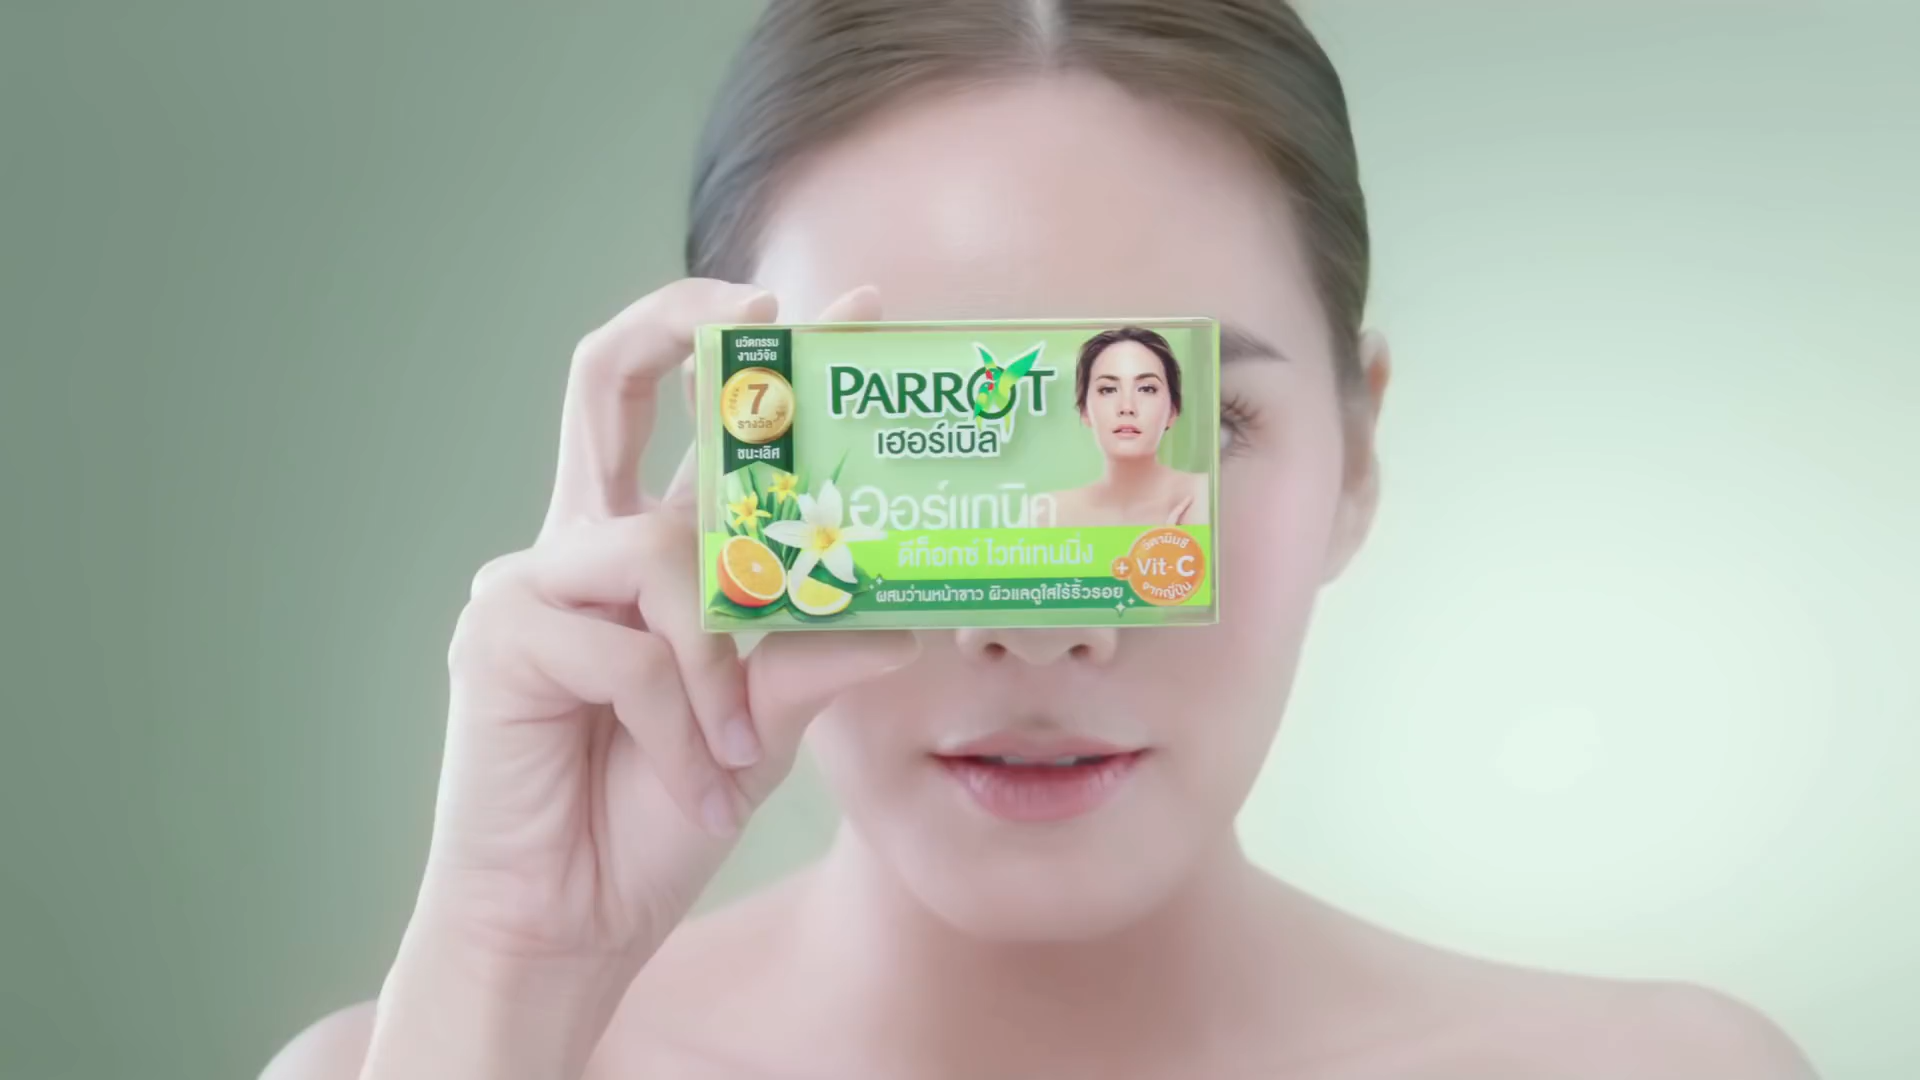 นวัตกรรม
งานวิจัย
7
รางวัล
ชนะเลิศ
PARROT
เฮอร์เบิล
ออร์แกนิค
ดีท็อกซ์ ไวท์เทนนิ่ง
ผสมว่านหน้าขาว ผิวแลดูใสไร้ริ้วรอย
วิตามินซี
+ Vit-C
จากญี่ปุ่น